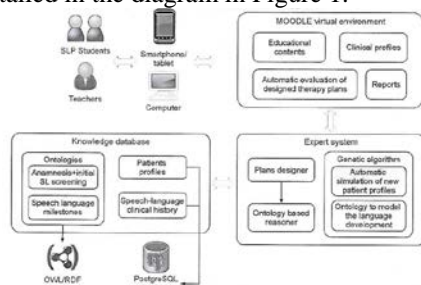 tained in the diagram in Figure 1.
SLP Students
Smartphone/
tablet
Teachers
Computer
MOODLE virtual environment
Educational
contents
Clinical profiles
Automatic evaluation of
designed therapy plans
Reports
Knowledge database
Ontologies
Anamnesis+initial
SL screening
Speech language
milestones
Patients
profiles
Speech-language
clinical history
OWL/RDF
PostgreSQL
Expert system
Plans designer
Ontology based
reasoner
Genetic algorithm
Automatic
simulation of new
patient profiles
Ontology to model
the language
development